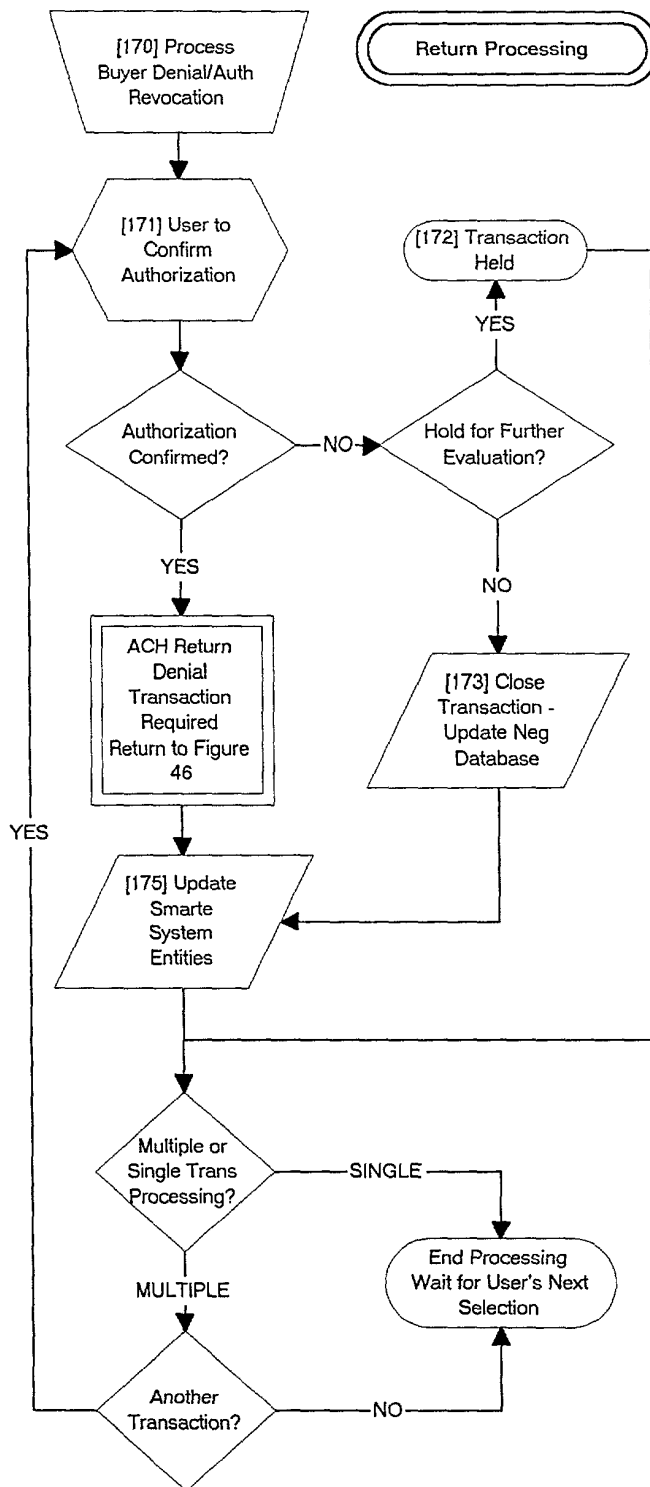 [170] Process
Buyer Denial/Auth
Revocation
Return Processing
[171] User to
Confirm
Authorization
[172] Transaction
Held
YES
Authorization
Confirmed?
NO
Hold for Further
Evaluation?
YES
NO
ACH Return
Denial
Transaction
Required
Return to Figure
46
[173] Close
Transaction -
Update Neg
Database
YES
[175] Update
Smarte
System
Entities
Multiple or
Single Trans
Processing?
SINGLE
End Processing
Wait for User's Next
Selection
MULTIPLE
Another
Transaction?
NO